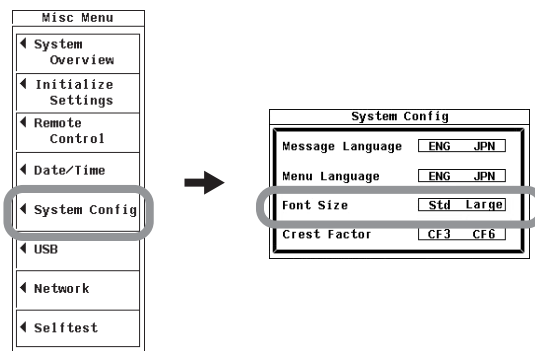 Misc Menu
System
Overview
Initialize
Settings
Remote
Control
Date/Time
System Config
USB
Network
Selftest
System Config
Message Language ENG JPN
Menu Language ENG JPN
Font Size Std Large
Crest Factor CF3 CF6